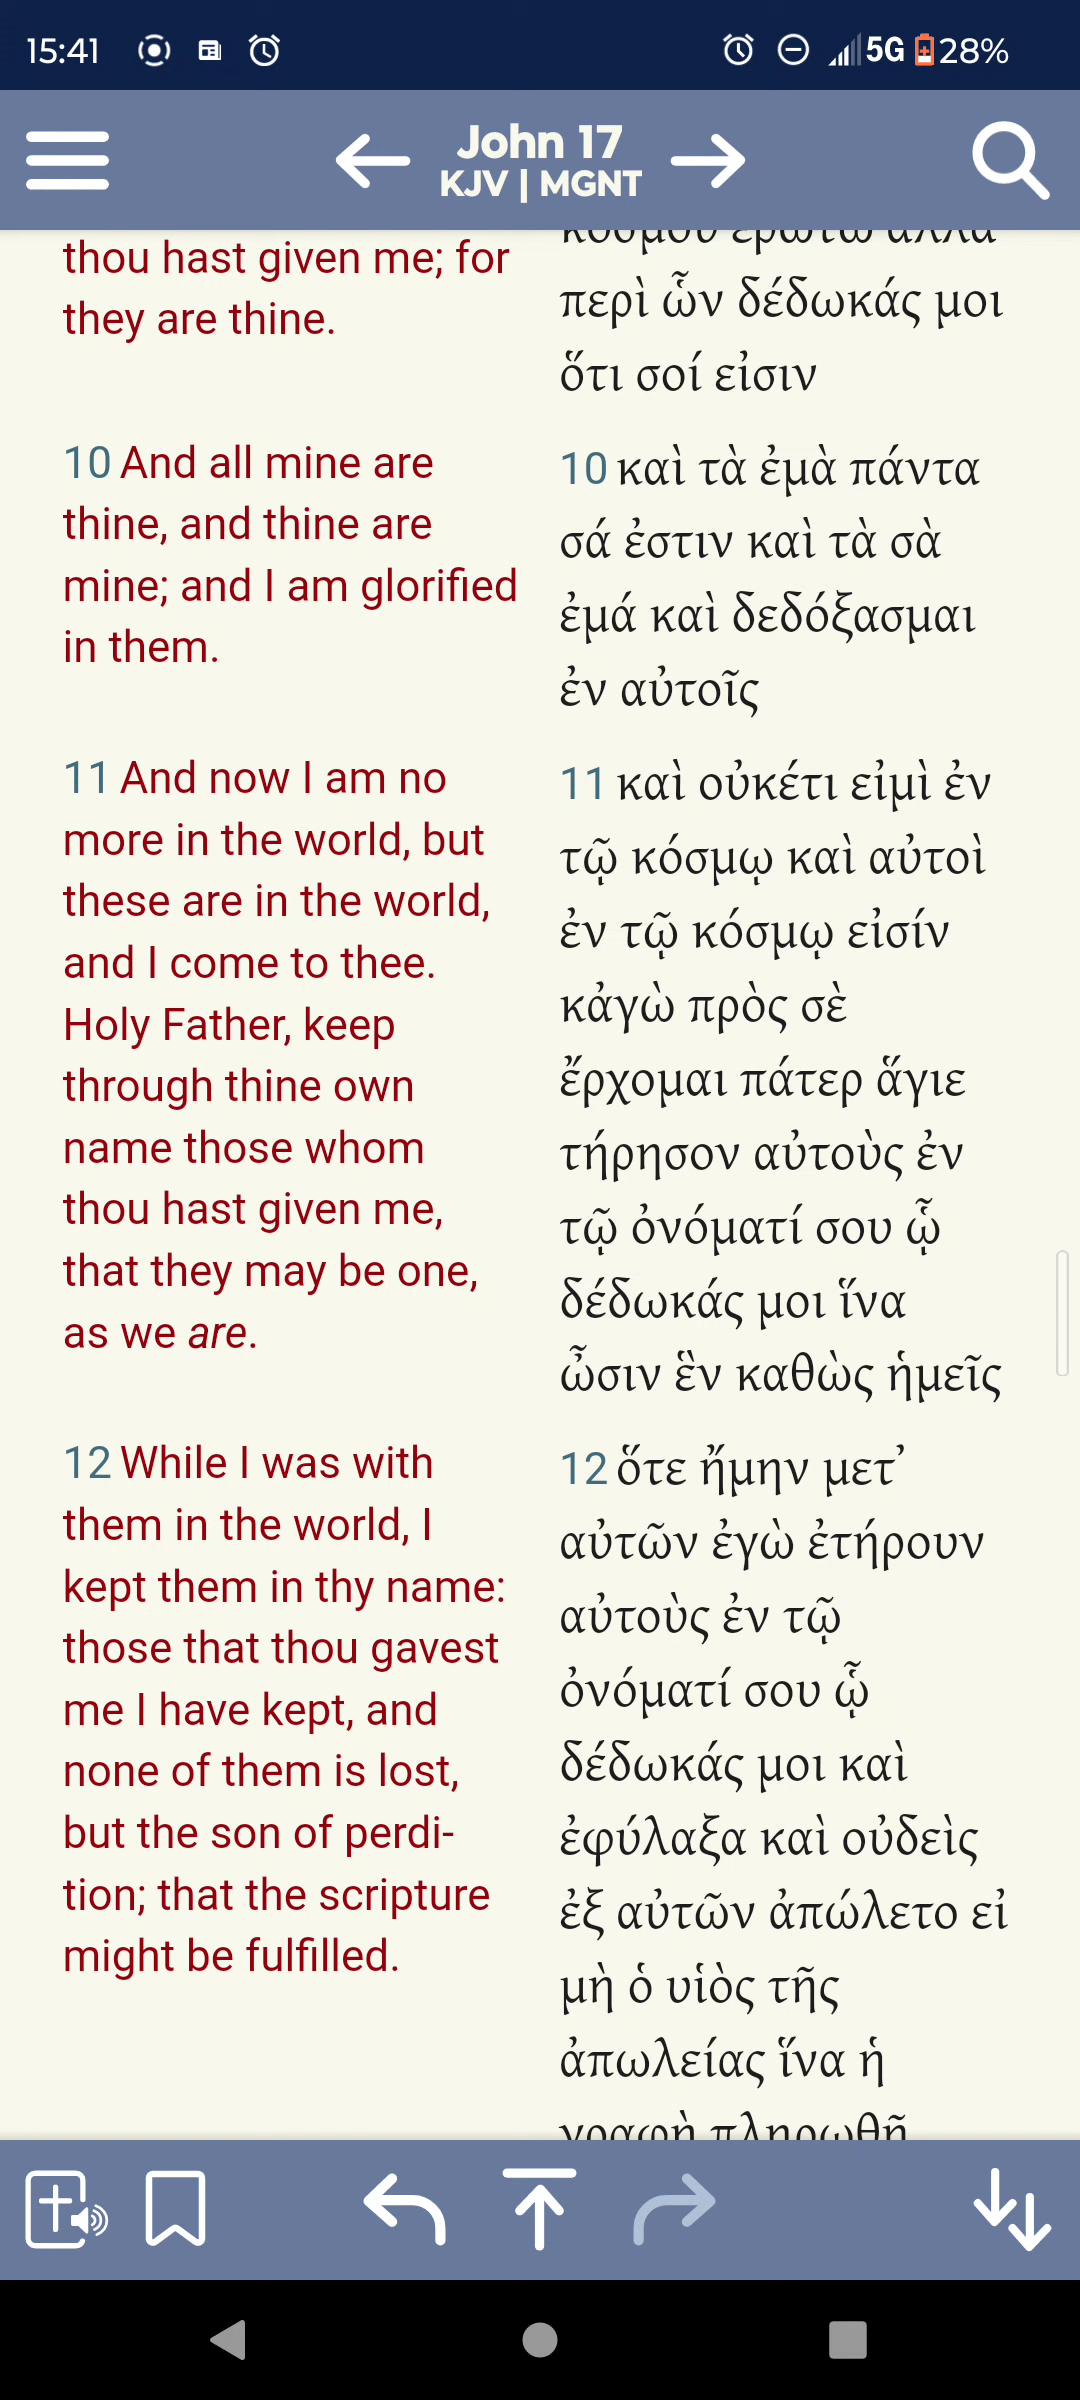 15:41 5G 28%
John 17
KJV | MGNT
thou hast given me; for
they are thine.
10 And all mine are
thine, and thine are
mine; and I am glorified
in them.
11 And now I am no
more in the world, but
these are in the world,
and I come to thee.
Holy Father, keep
through thine own
name those whom
thou hast given me,
that they may be one,
as we are.
12 While I was with
them in the world, I
kept them in thy name:
those that thou gavest
me I have kept, and
none of them is lost,
but the son of perdi-
tion; that the scripture
might be fulfilled.
κόσμου ἐρωτῶ ἀλλὰ
περὶ ὧν δέδωκάς μοι
ὅτι σοί εἰσιν
10 καὶ τὰ ἐμὰ πάντα
σά ἐστιν καὶ τὰ σὰ
ἐμά καὶ δεδόξασμαι
ἐν αὐτοῖς
11 καὶ οὐκέτι εἰμὶ ἐν
τῷ κόσμῳ καὶ αὐτοὶ
ἐν τῷ κόσμῳ εἰσίν
κἀγὼ πρὸς σὲ
ἔρχομαι πάτερ ἅγιε
τήρησον αὐτοὺς ἐν
τῷ ὀνόματί σου ᾧ
δέδωκάς μοι ἵνα
ὦσιν ἓν καθὼς ἡμεῖς
12 ὅτε ἤμην μετ’
αὐτῶν ἐγὼ ἐτήρουν
αὐτοὺς ἐν τῷ
ὀνόματί σου ᾧ
δέδωκάς μοι καὶ
ἐφύλαξα καὶ οὐδεὶς
ἐξ αὐτῶν ἀπώλετο εἰ
μὴ ὁ υἱὸς τῆς
ἀπωλείας ἵνα ἡ
γραφὴ πληρωθῇ